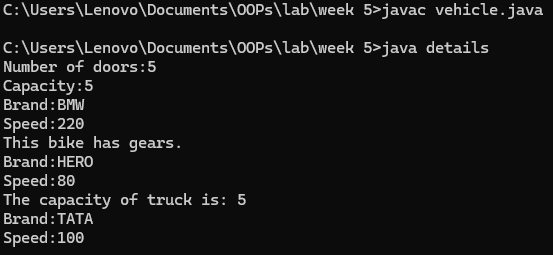 C:\Users\Lenovo\Documents\OOPs\lab\week 5>javac vehicle.java
C:\Users\Lenovo\Documents\OOPs\lab\week 5>java details
Number of doors:5
Capacity:5
Brand:BMW
Speed:220
This bike has gears.
Brand:HERO
Speed:80
The capacity of truck is: 5
Brand:TATA
Speed:100